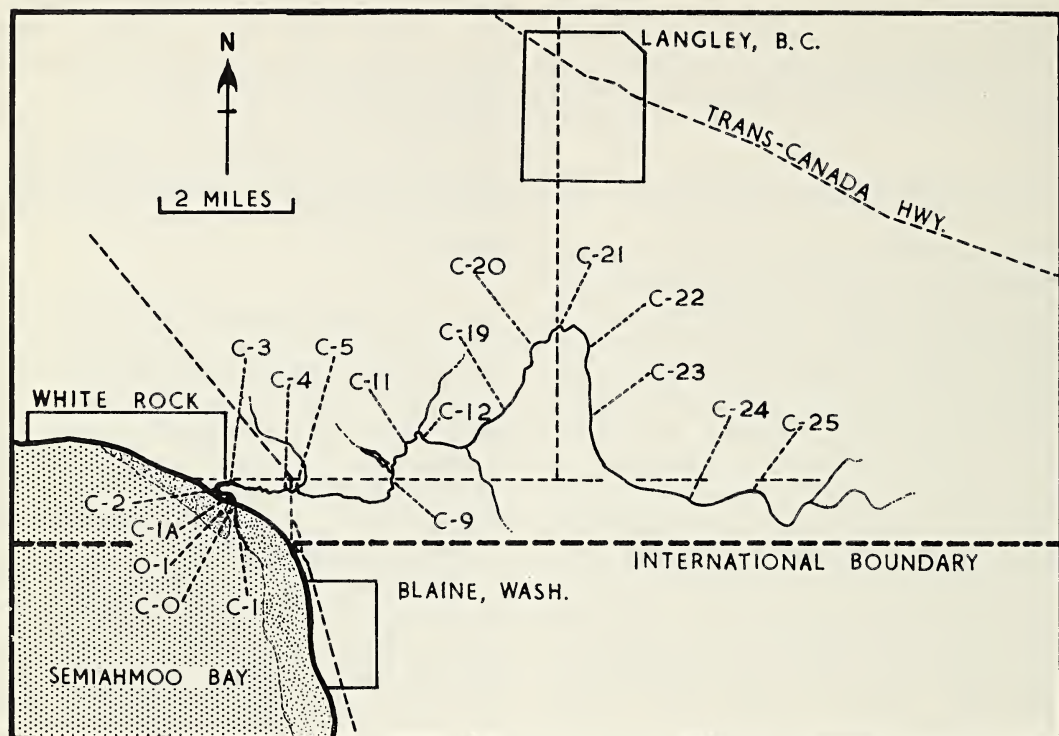 LANGLEY, B.C.
N
TRANS-CANADA HWY.
2 MILES
C-20
C-21
C-22
C-19
C-3
C-5
C-4
C-11
C-23
WHITE ROCK
C-12
C-24
C-25
C-2
C-1A
C-9
O-1
INTERNATIONAL BOUNDARY
C-O
C-1
BLAINE, WASH.
SEMIAHMOO BAY